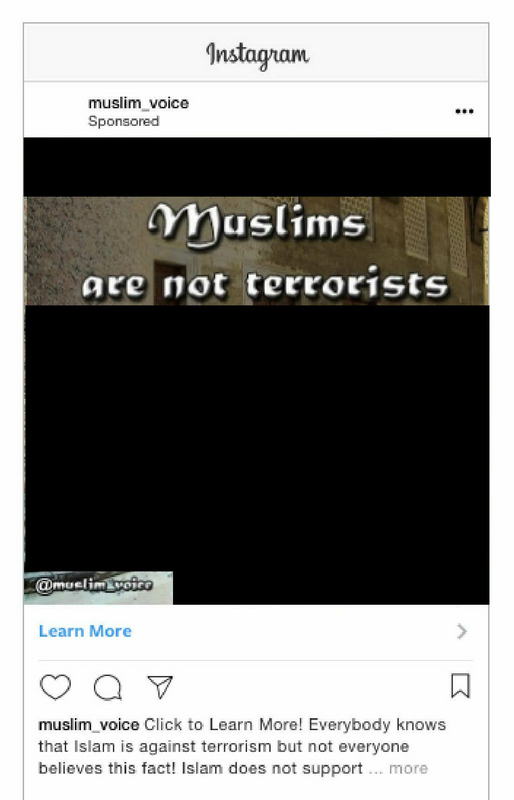 Instagram
muslim_voice
Sponsored
Muslims
are not terrorists
@muslim_voice
Learn More
muslim_voice Click to Learn More! Everybody knows
that Islam is against terrorism but not everyone
believes this fact! Islam does not support ... more